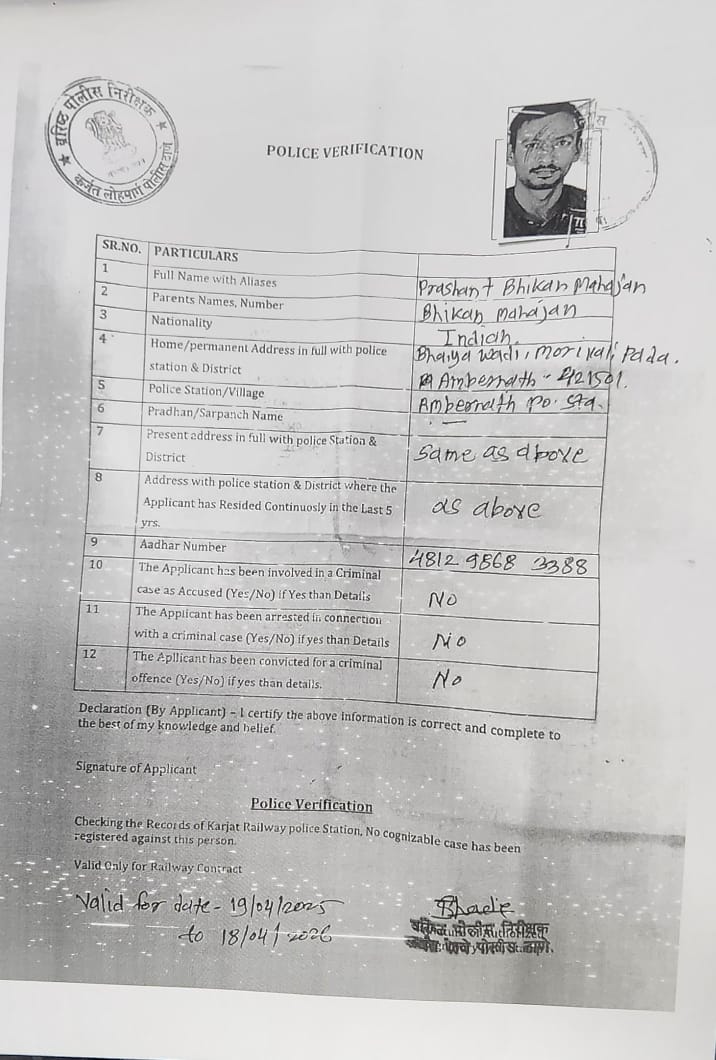 वरिष्ठ पोलीस निरीक्षक
कर्जत लोहमार्ग पोलीस ठाणे
POLICE VERIFICATION
SR.NO. PARTICULARS
1 Full Name with Aliases Prashant Bhikan Mahajan
2 Parents Names, Number Bhikan Mahajan
3 Nationality Indian.
4 Home/permanent Address in full with police Bhaiya wadi, morivali Pada.
station & District Ambernath - 421501.
5 Police Station/Village Ambernath Po. Sta.
6 Pradhan/Sarpanch Name —
7 Present address in full with police Station & Same as above
District
8 Address with police station & District where the
Applicant has Resided Continuosly in the Last 5 as above
yrs.
9 Aadhar Number 4812 9868 3388
10 The Applicant has been involved in a Criminal
case as Accused (Yes/No) if Yes than Details No
11 The Applicant has been arrested in connection
with a criminal case (Yes/No) if yes than Details No
12 The Apllicant has been convicted for a criminal
offence (Yes/No) if yes than details. No
Declaration (By Applicant) – I certify the above information is correct and complete to
the best of my knowledge and belief.
Signature of Applicant
Police Verification
Checking the Records of Karjat Railway police Station, No cognizable case has been
registered against this person.
Valid Only for Railway Contract
Valid for date - 19/04/2025
to 18/04/2026
वरिष्ठ पोलीस निरीक्षक
पोलीस ठाणे.